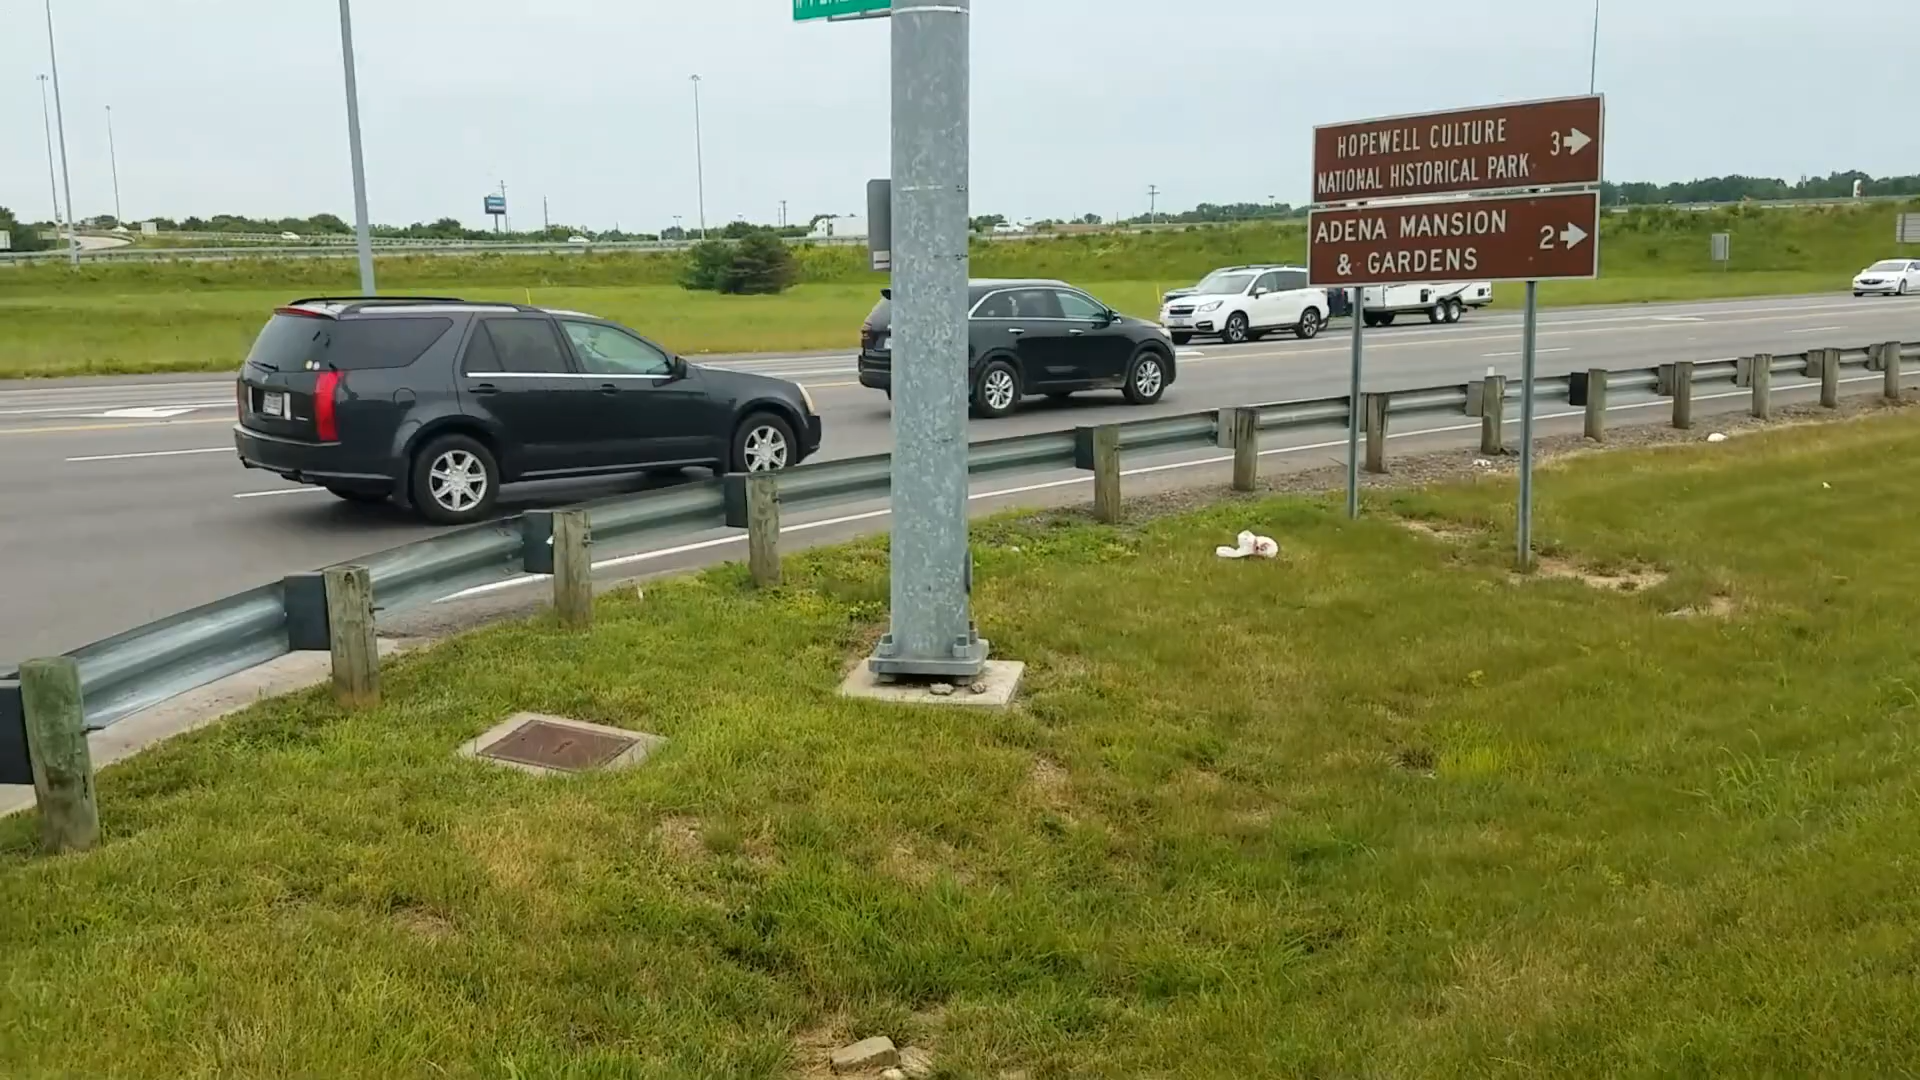 HOPEWELL CULTURE
NATIONAL HISTORICAL PARK 3
ADENA MANSION
& GARDENS 2